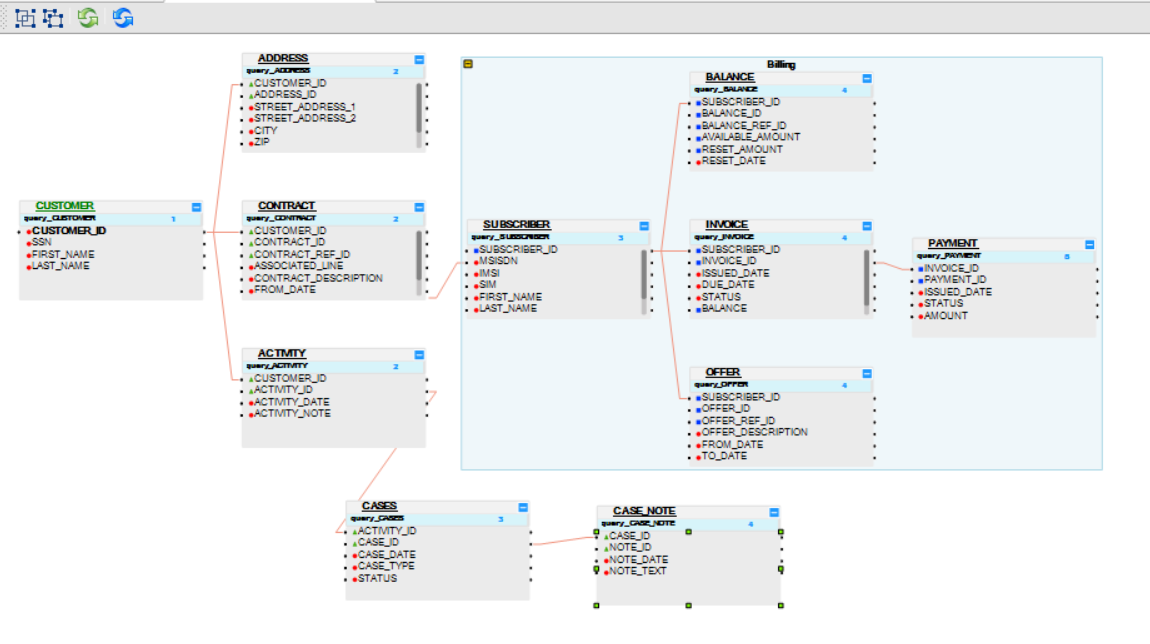 ADDRESS
query_ADDRESS 2
CUSTOMER_ID
ADDRESS_ID
STREET_ADDRESS_1
STREET_ADDRESS_2
CITY
ZIP
Billing
BALANCE
query_BALANCE 4
SUBSCRIBER_ID
BALANCE_ID
BALANCE_REF_ID
AVAILABLE_AMOUNT
RESET_AMOUNT
RESET_DATE
CUSTOMER
query_CUSTOMER 1
CUSTOMER_ID
SSN
FIRST_NAME
LAST_NAME
CONTRACT
query_CONTRACT 2
CUSTOMER_ID
CONTRACT_ID
CONTRACT_REF_ID
ASSOCIATED_LINE
CONTRACT_DESCRIPTION
FROM_DATE
SUBSCRIBER
query_SUBSCRIBER 3
SUBSCRIBER_ID
MSISDN
IMSI
SIM
FIRST_NAME
LAST_NAME
INVOICE
query_INVOICE 4
SUBSCRIBER_ID
INVOICE_ID
ISSUED_DATE
DUE_DATE
STATUS
BALANCE
PAYMENT
query_PAYMENT 5
INVOICE_ID
PAYMENT_ID
ISSUED_DATE
STATUS
AMOUNT
ACTIVITY
query_ACTIVITY 2
CUSTOMER_ID
ACTIVITY_ID
ACTIVITY_DATE
ACTIVITY_NOTE
OFFER
query_OFFER 4
SUBSCRIBER_ID
OFFER_ID
OFFER_REF_ID
OFFER_DESCRIPTION
FROM_DATE
TO_DATE
CASES
query_CASES 3
ACTIVITY_ID
CASE_ID
CASE_DATE
CASE_TYPE
STATUS
CASE_NOTE
query_CASE_NOTE 4
CASE_ID
NOTE_ID
NOTE_DATE
NOTE_TEXT